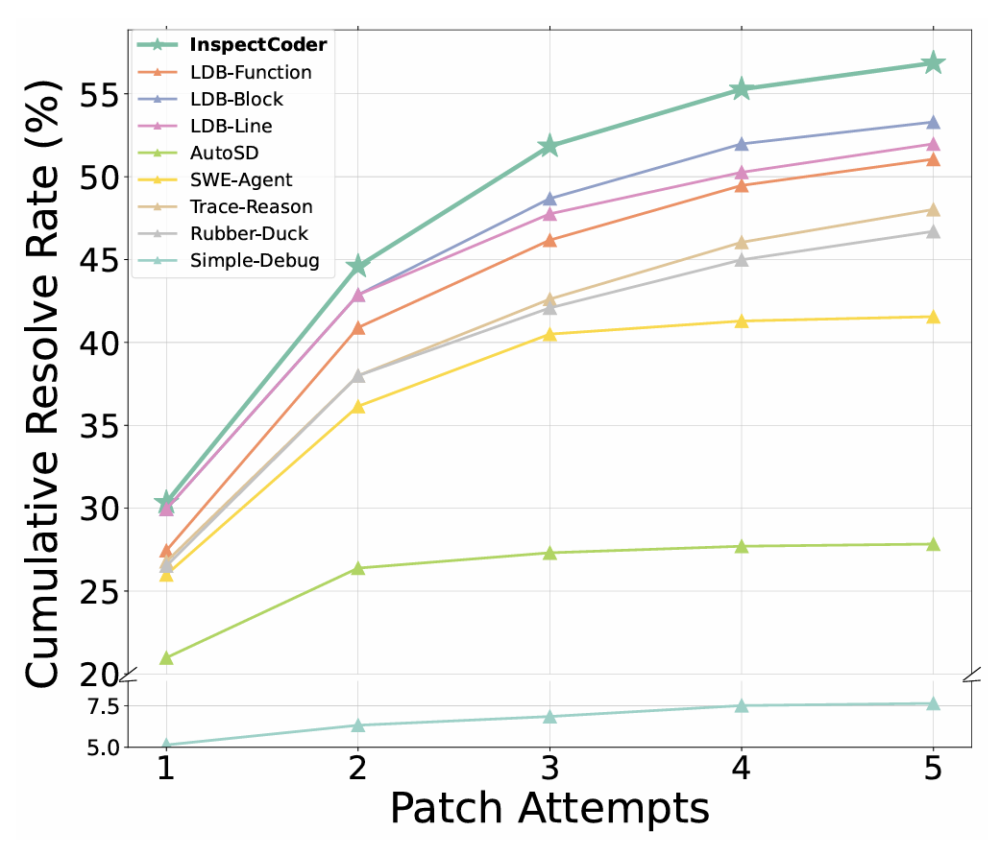 InspectCoder
LDB-Function
LDB-Block
LDB-Line
AutoSD
SWE-Agent
Trace-Reason
Rubber-Duck
Simple-Debug
Cumulative Resolve Rate (%)
55
50
45
40
35
30
25
20
7.5
5.0
1 2 3 4 5
Patch Attempts